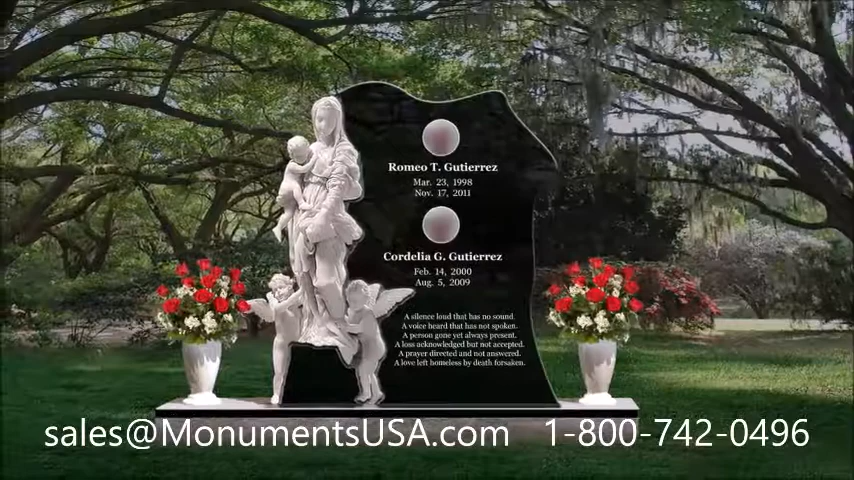 Romeo T. Gutierrez
Mar. 23, 1998
Nov. 17, 2011
Cordelia G. Gutierrez
Feb. 14, 2000
Aug. 5, 2009
A silence loud that has no sound.
A voice heard that is not spoken.
A person gone yet always present.
A loss acknowledged but not accepted.
A prayer directed and not answered.
A love left homeless by death forsaken.
sales@MonumentsUSA.com 1-800-742-0496